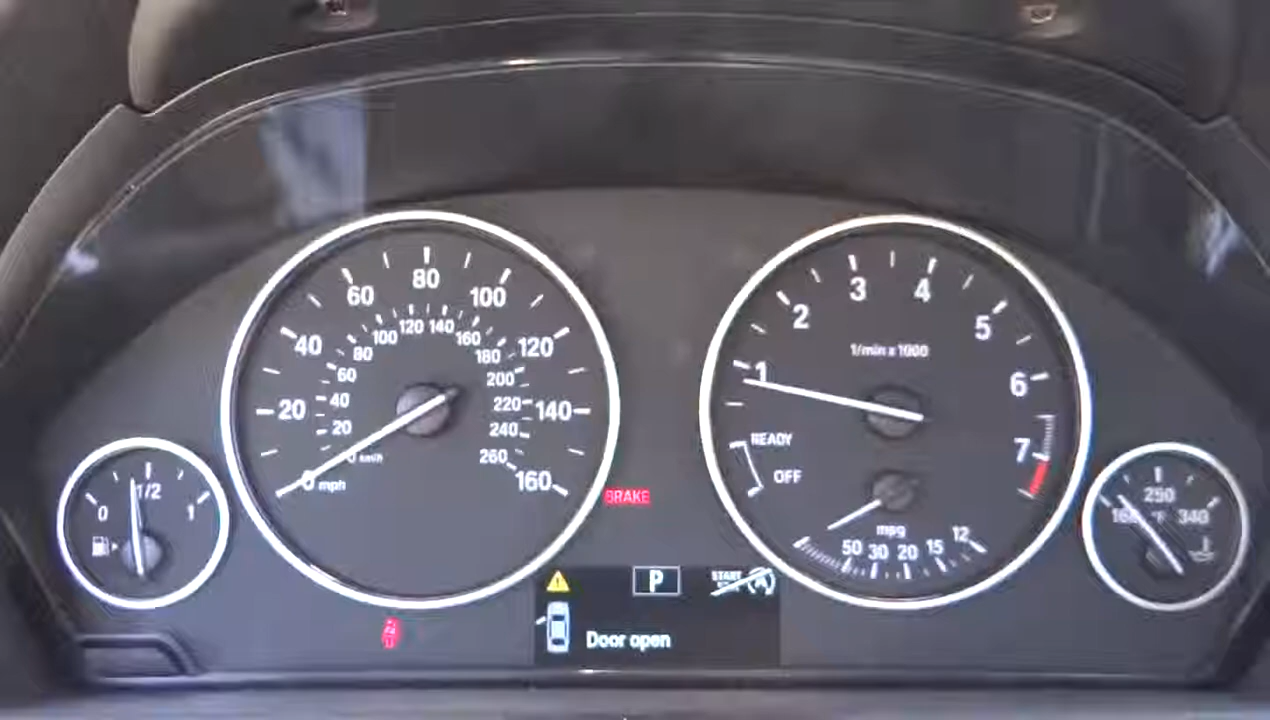 80
60 100
40 120
20 140
0 mph 160
120 140
100 160
80 180
60 200
40 220
20 240
0 km/h 260
3 4
2 5
1/min x 1000
1 6
7
READY
OFF
mpg
50 30 20 15 12
1/2
0 1
250
°F 340
BRAKE
P
START
Door open